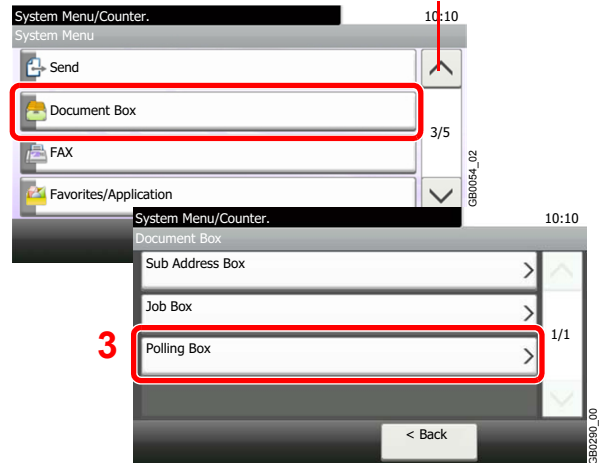 System Menu/Counter.
10:10
System Menu
Send
Document Box
3/5
FAX
Favorites/Application
GB0054_02
System Menu/Counter.
10:10
Document Box
Sub Address Box
Job Box
1/1
3
Polling Box
< Back
GB0290_00